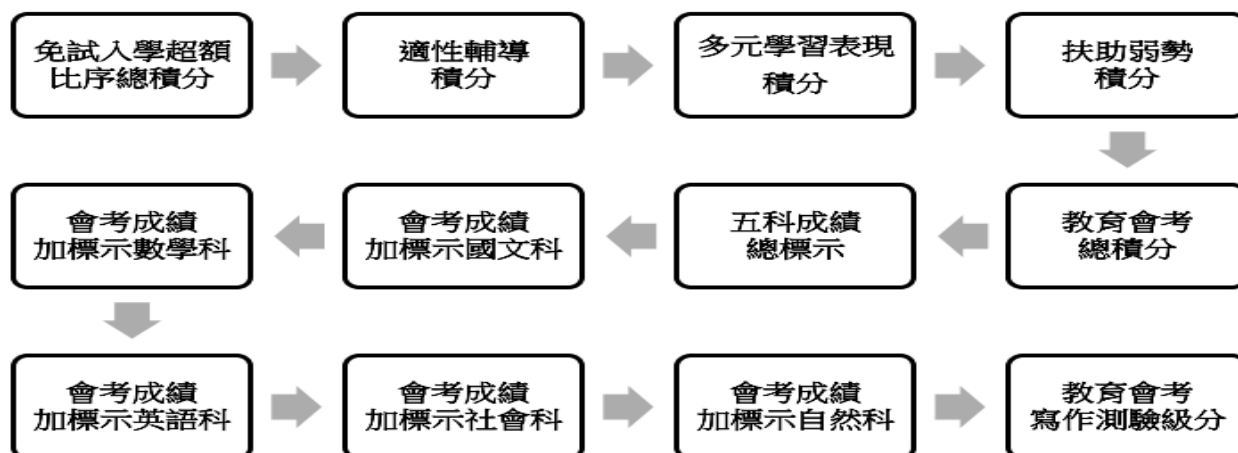 免試入學超額
比序總積分
適性輔導
積分
多元學習表現
積分
扶助弱勢
積分
教育會考
總積分
五科成績
總標示
會考成績
加標示國文科
會考成績
加標示數學科
會考成績
加標示英語科
會考成績
加標示社會科
會考成績
加標示自然科
教育會考
寫作測驗級分